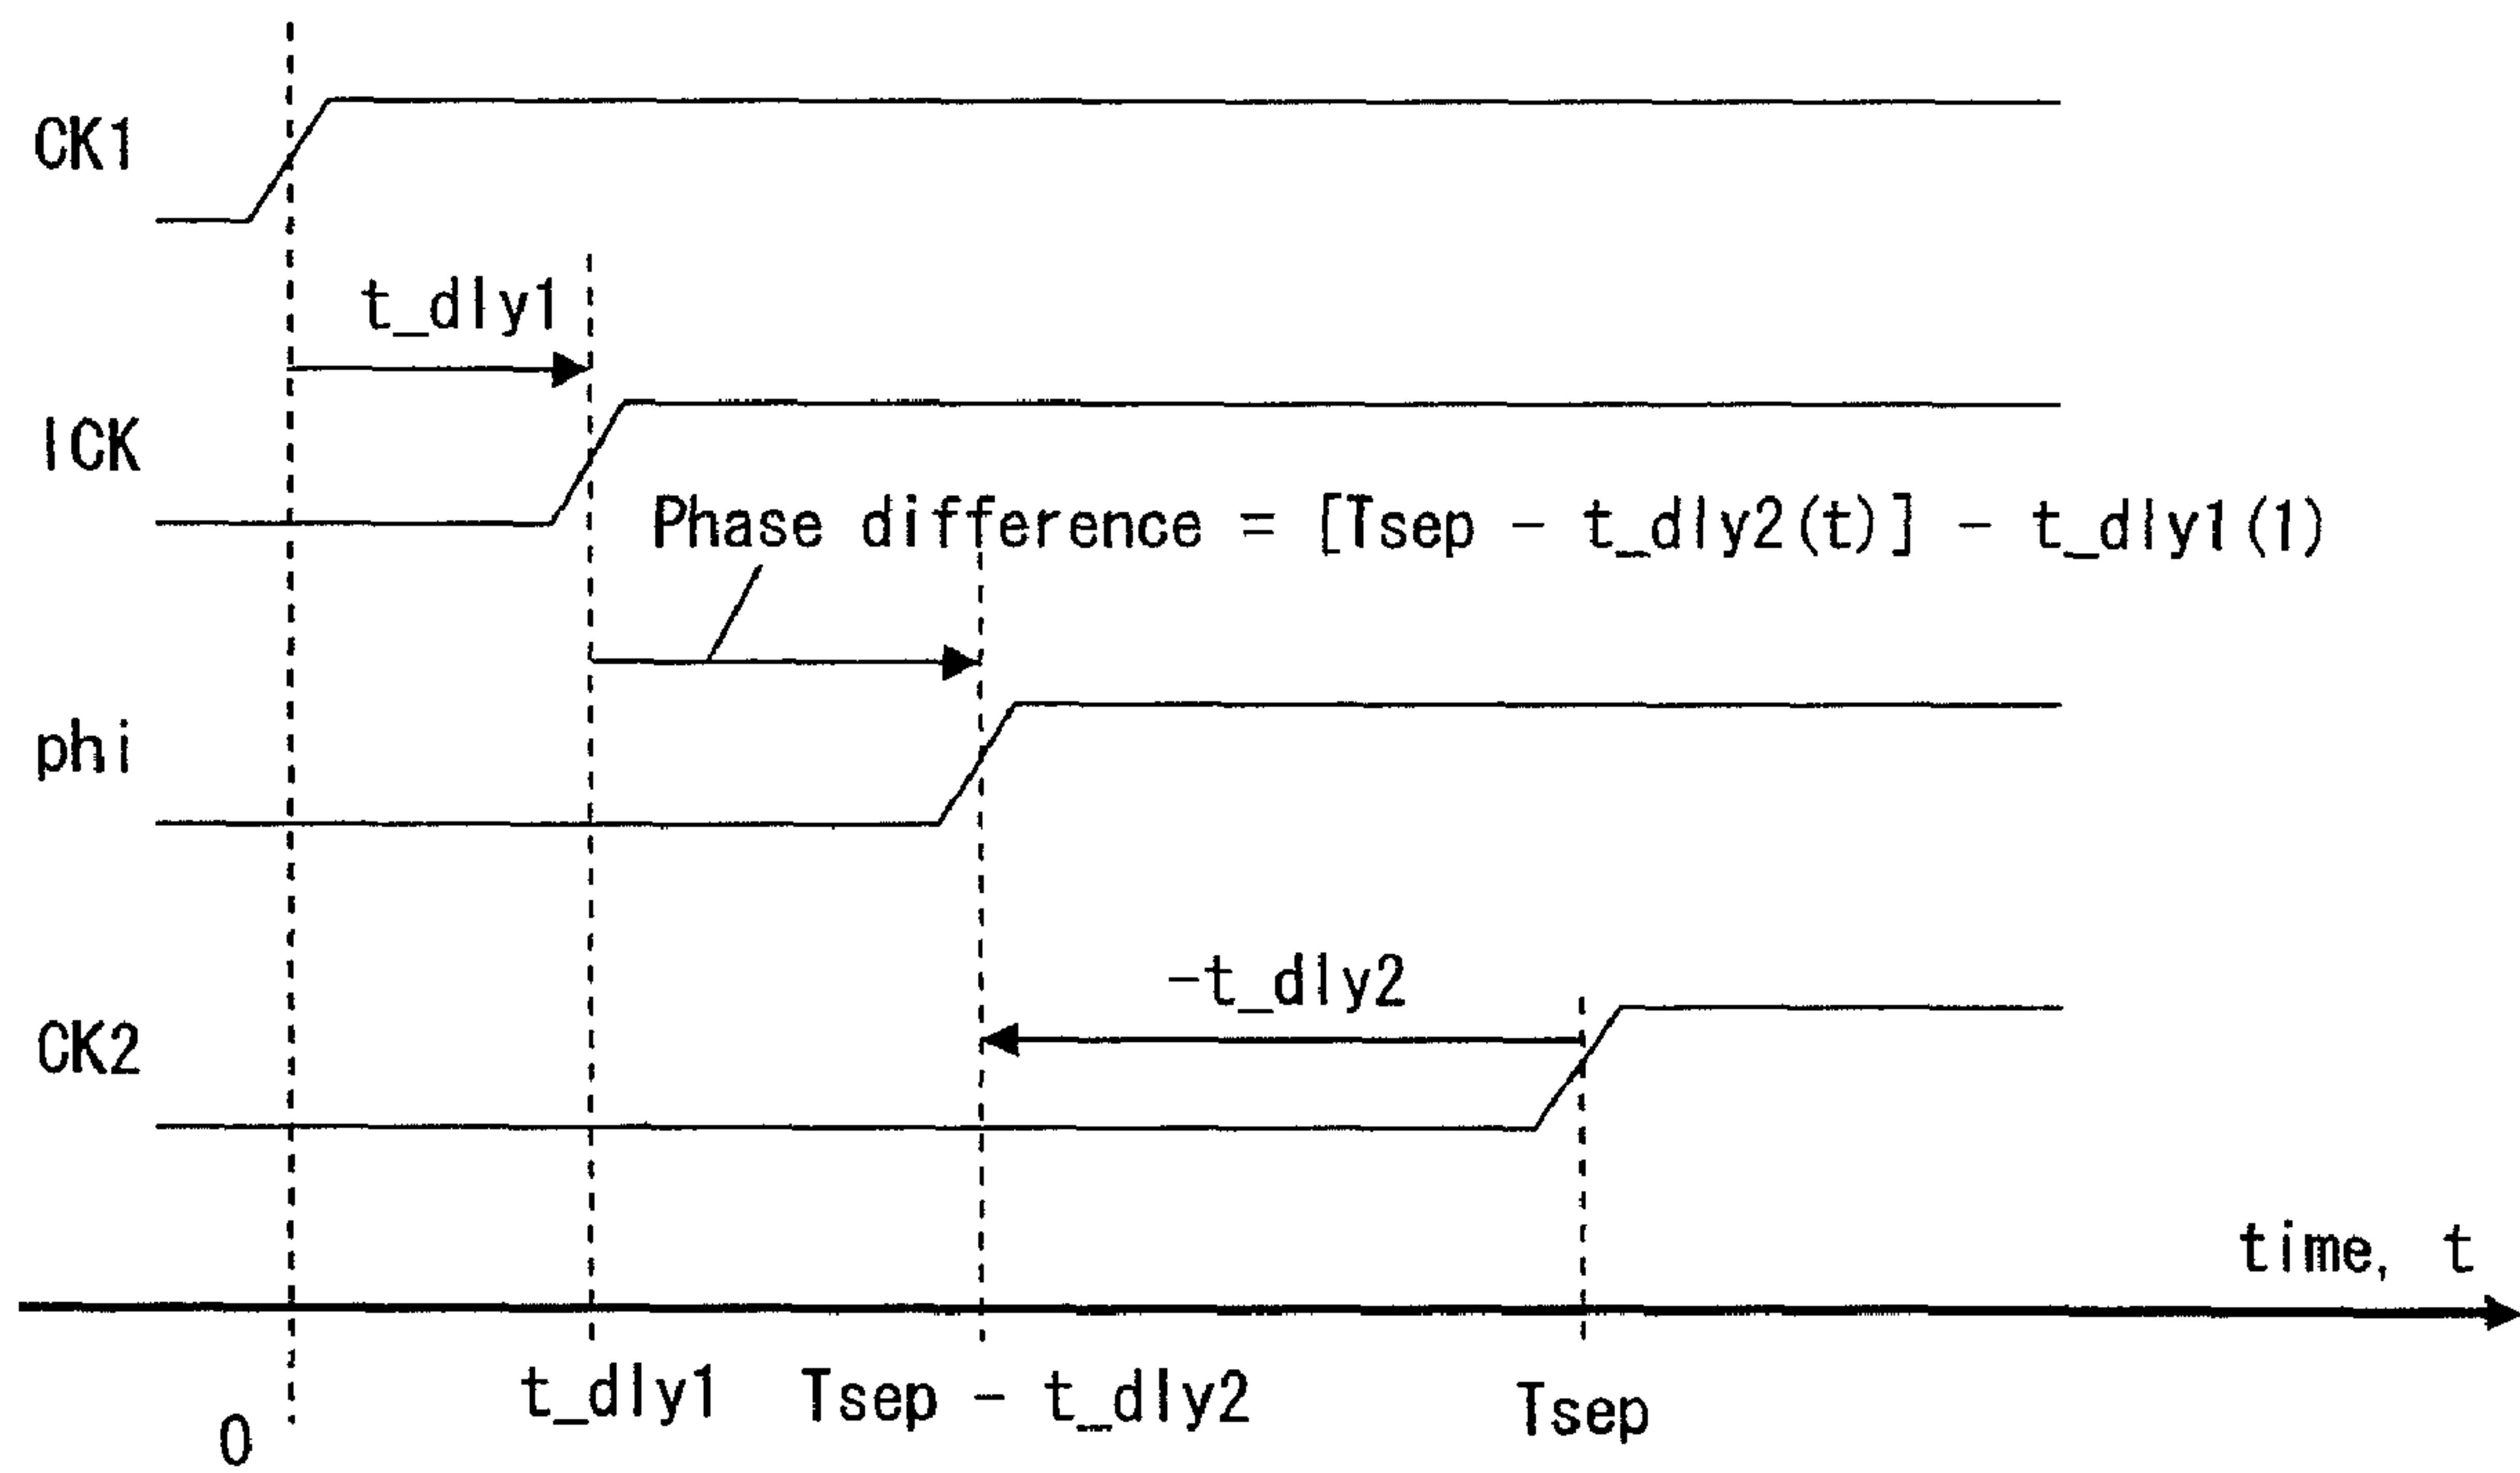 CK1
t_dly1
ICK
Phase difference = [Tsep - t_dly2(t)] - t_dly1(1)
phi
-t_dly2
CK2
time, t
t_dly1 Tsep - t_dly2 Tsep
0